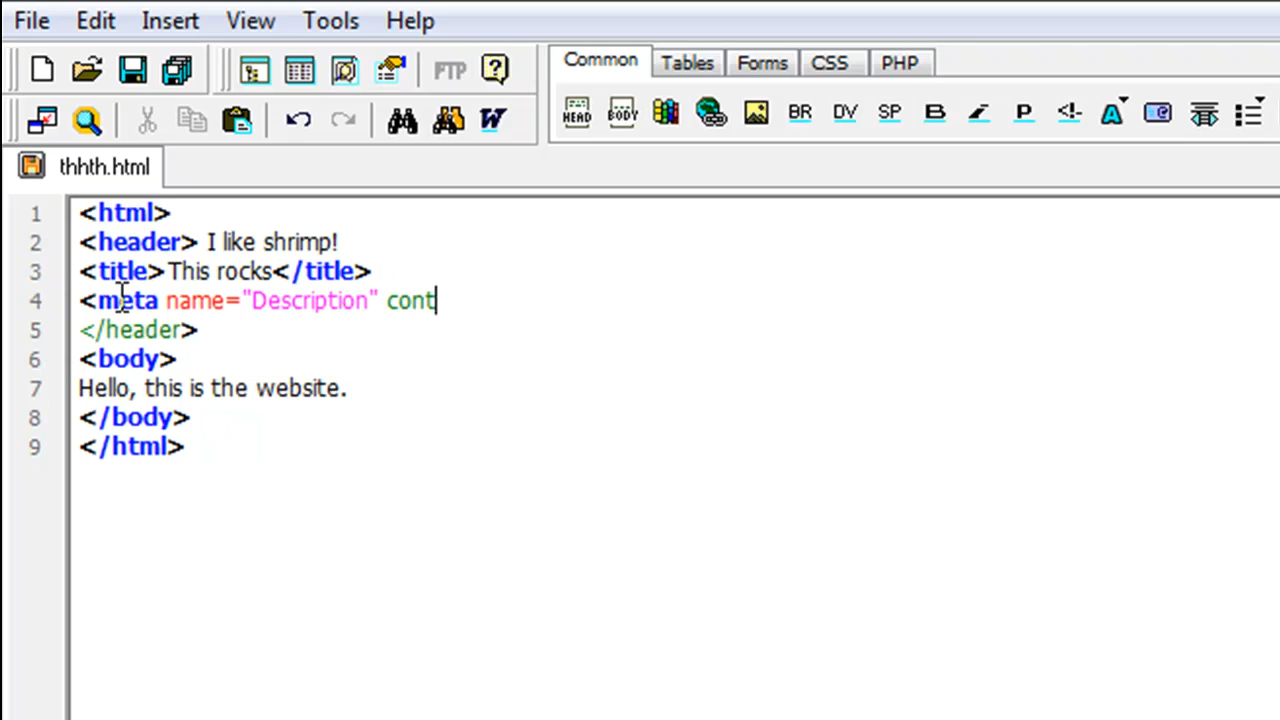 File Edit Insert View Tools Help
Common Tables Forms CSS PHP
FTP
HEAD BODY BR DV SP B P <!- A
W
thhth.html
1 <html>
2 <header> I like shrimp!
3 <title>This rocks</title>
4 <meta name="Description" cont
5 </header>
6 <body>
7 Hello, this is the website.
8 </body>
9 </html>